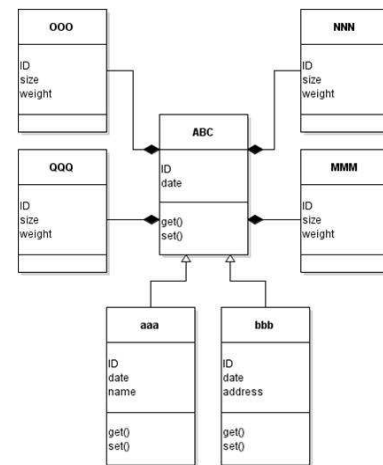 OOO
ID
size
weight
NNN
ID
size
weight
ABC
ID
date
get()
set()
QQQ
ID
size
weight
MMM
ID
size
weight
aaa
ID
date
name
get()
set()
bbb
ID
date
address
get()
set()